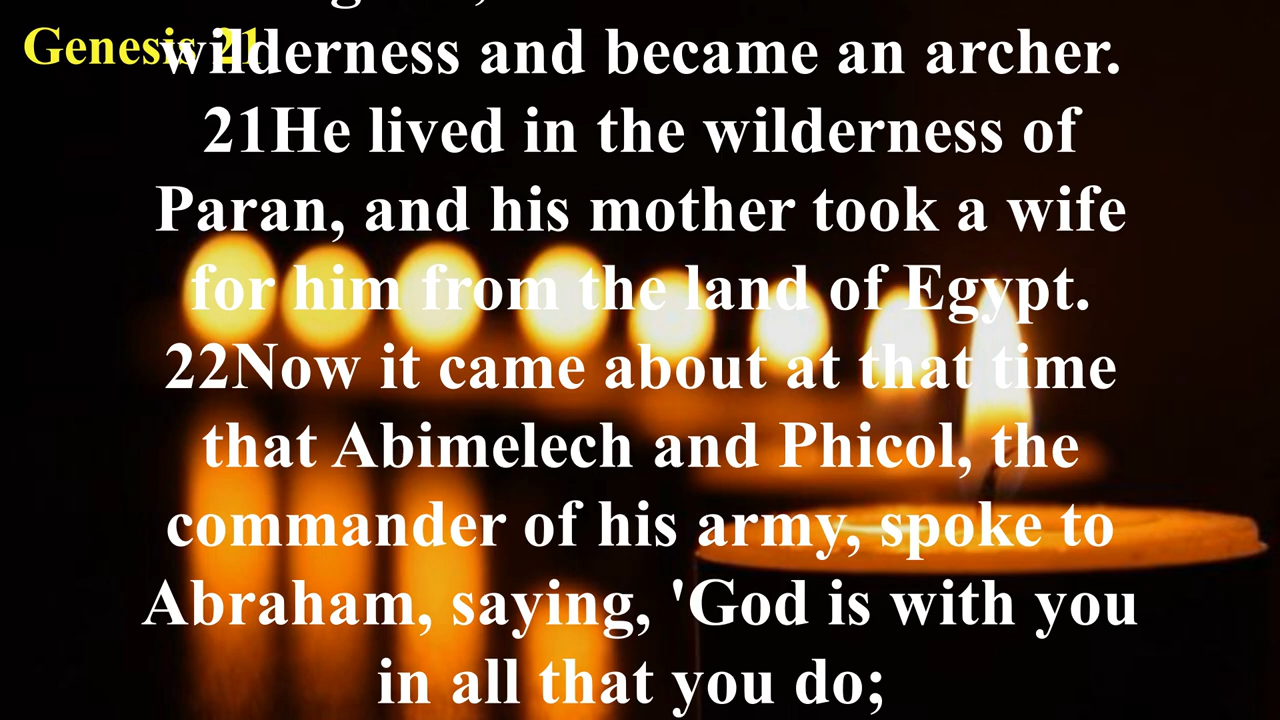 Genesis 21
wilderness and became an archer.
21He lived in the wilderness of
Paran, and his mother took a wife
for him from the land of Egypt.
22Now it came about at that time
that Abimelech and Phicol, the
commander of his army, spoke to
Abraham, saying, 'God is with you
in all that you do;